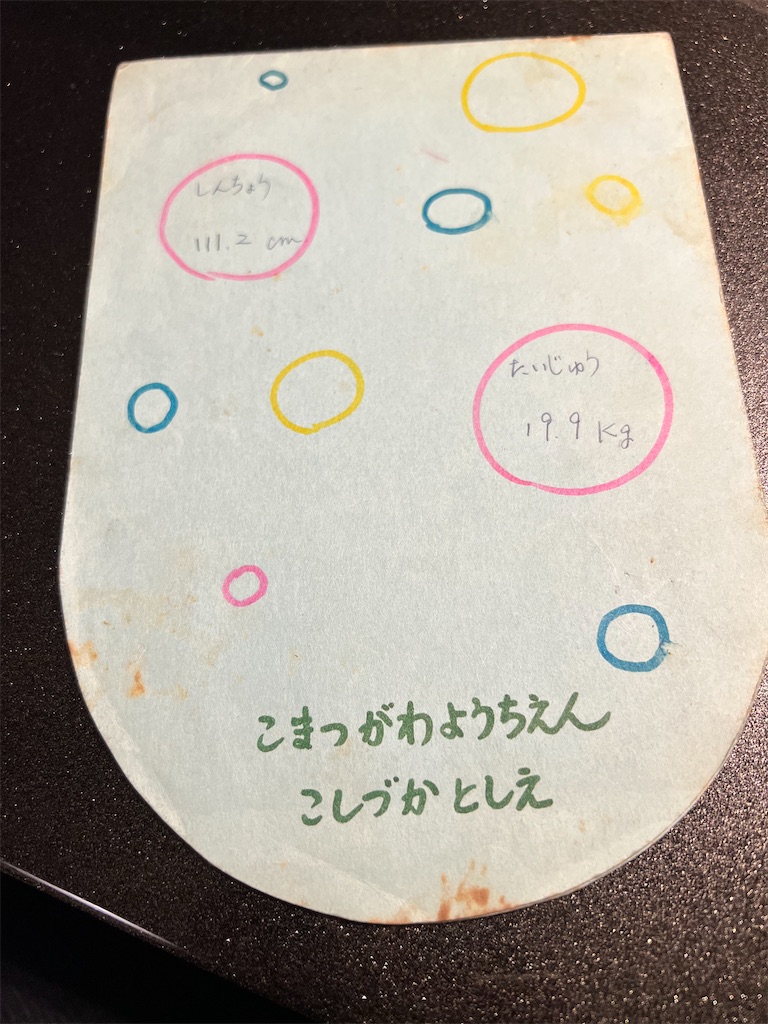 しんちょう
111.2 cm
たいじゅう
19.9 Kg
こまつがわようちえん
こしづか としえ